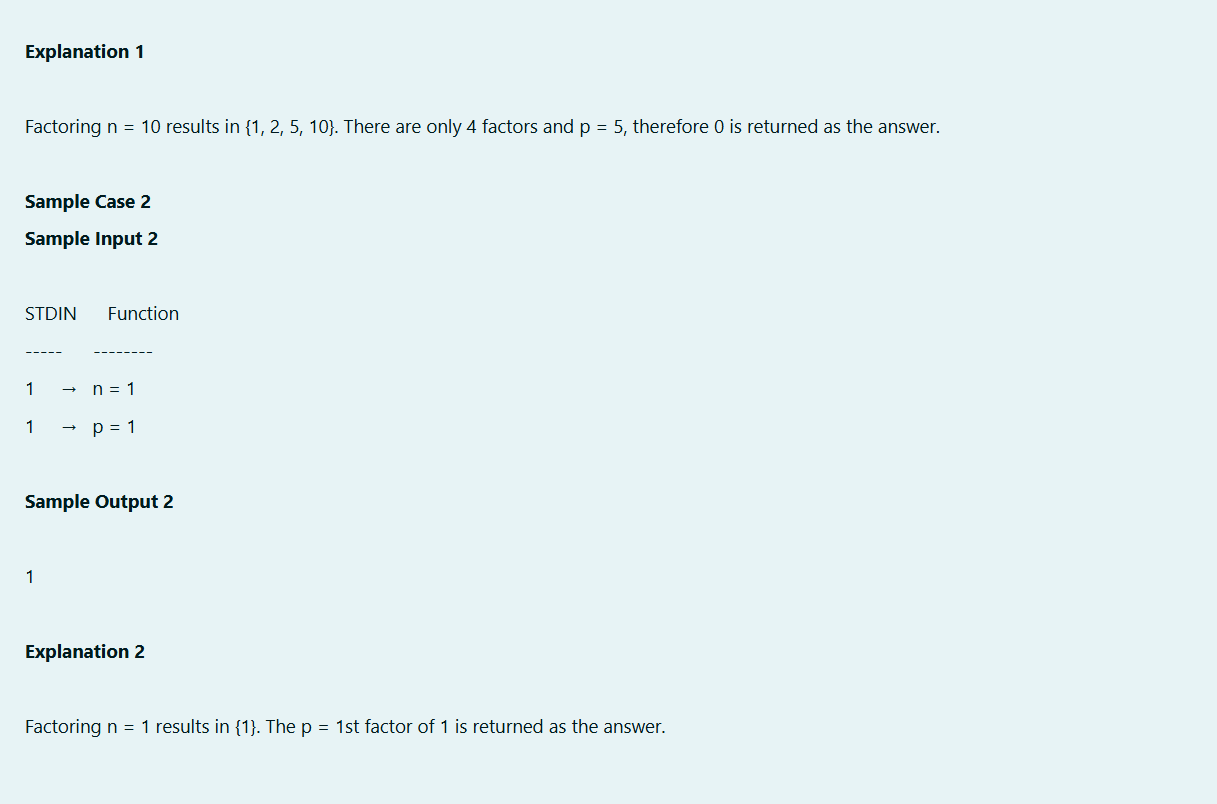 Explanation 1
Factoring n = 10 results in {1, 2, 5, 10}. There are only 4 factors and p = 5, therefore 0 is returned as the answer.
Sample Case 2
Sample Input 2
STDIN Function
----- --------
1 → n = 1
1 → p = 1
Sample Output 2
1
Explanation 2
Factoring n = 1 results in {1}. The p = 1st factor of 1 is returned as the answer.